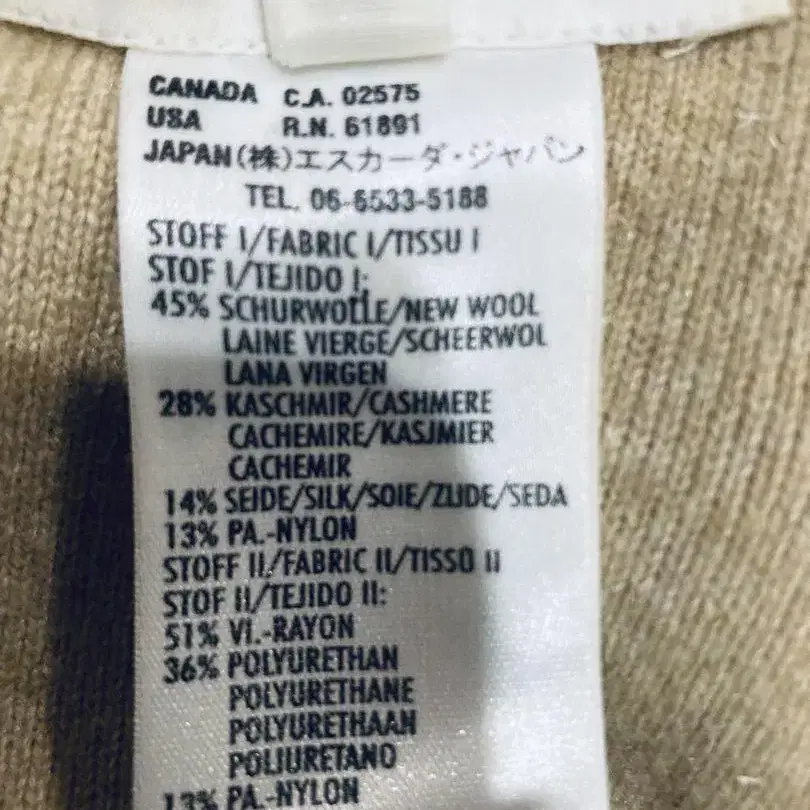 CANADA C.A. 02575
USA R.N. 61891
JAPAN(株)エスカーダ・ジャパン
TEL. 06-6533-5188
STOFF I/FABRIC I/TISSU I
STOF I/TEJIDO I:
45% SCHURWOLLE/NEW WOOL
LAINE VIERGE/SCHEERWOL
LANA VIRGEN
28% KASCHMIR/CASHMERE
CACHEMIRE/KASJMIER
CACHEMIR
14% SEIDE/SILK/SOIE/ZIJDE/SEDA
13% PA.-NYLON
STOFF II/FABRIC II/TISSU II
STOF II/TEJIDO II:
51% VI.-RAYON
36% POLYURETHAN
POLYURETHANE
POLYURETHAAN
POLIURETANO
13% PA.-NYLON